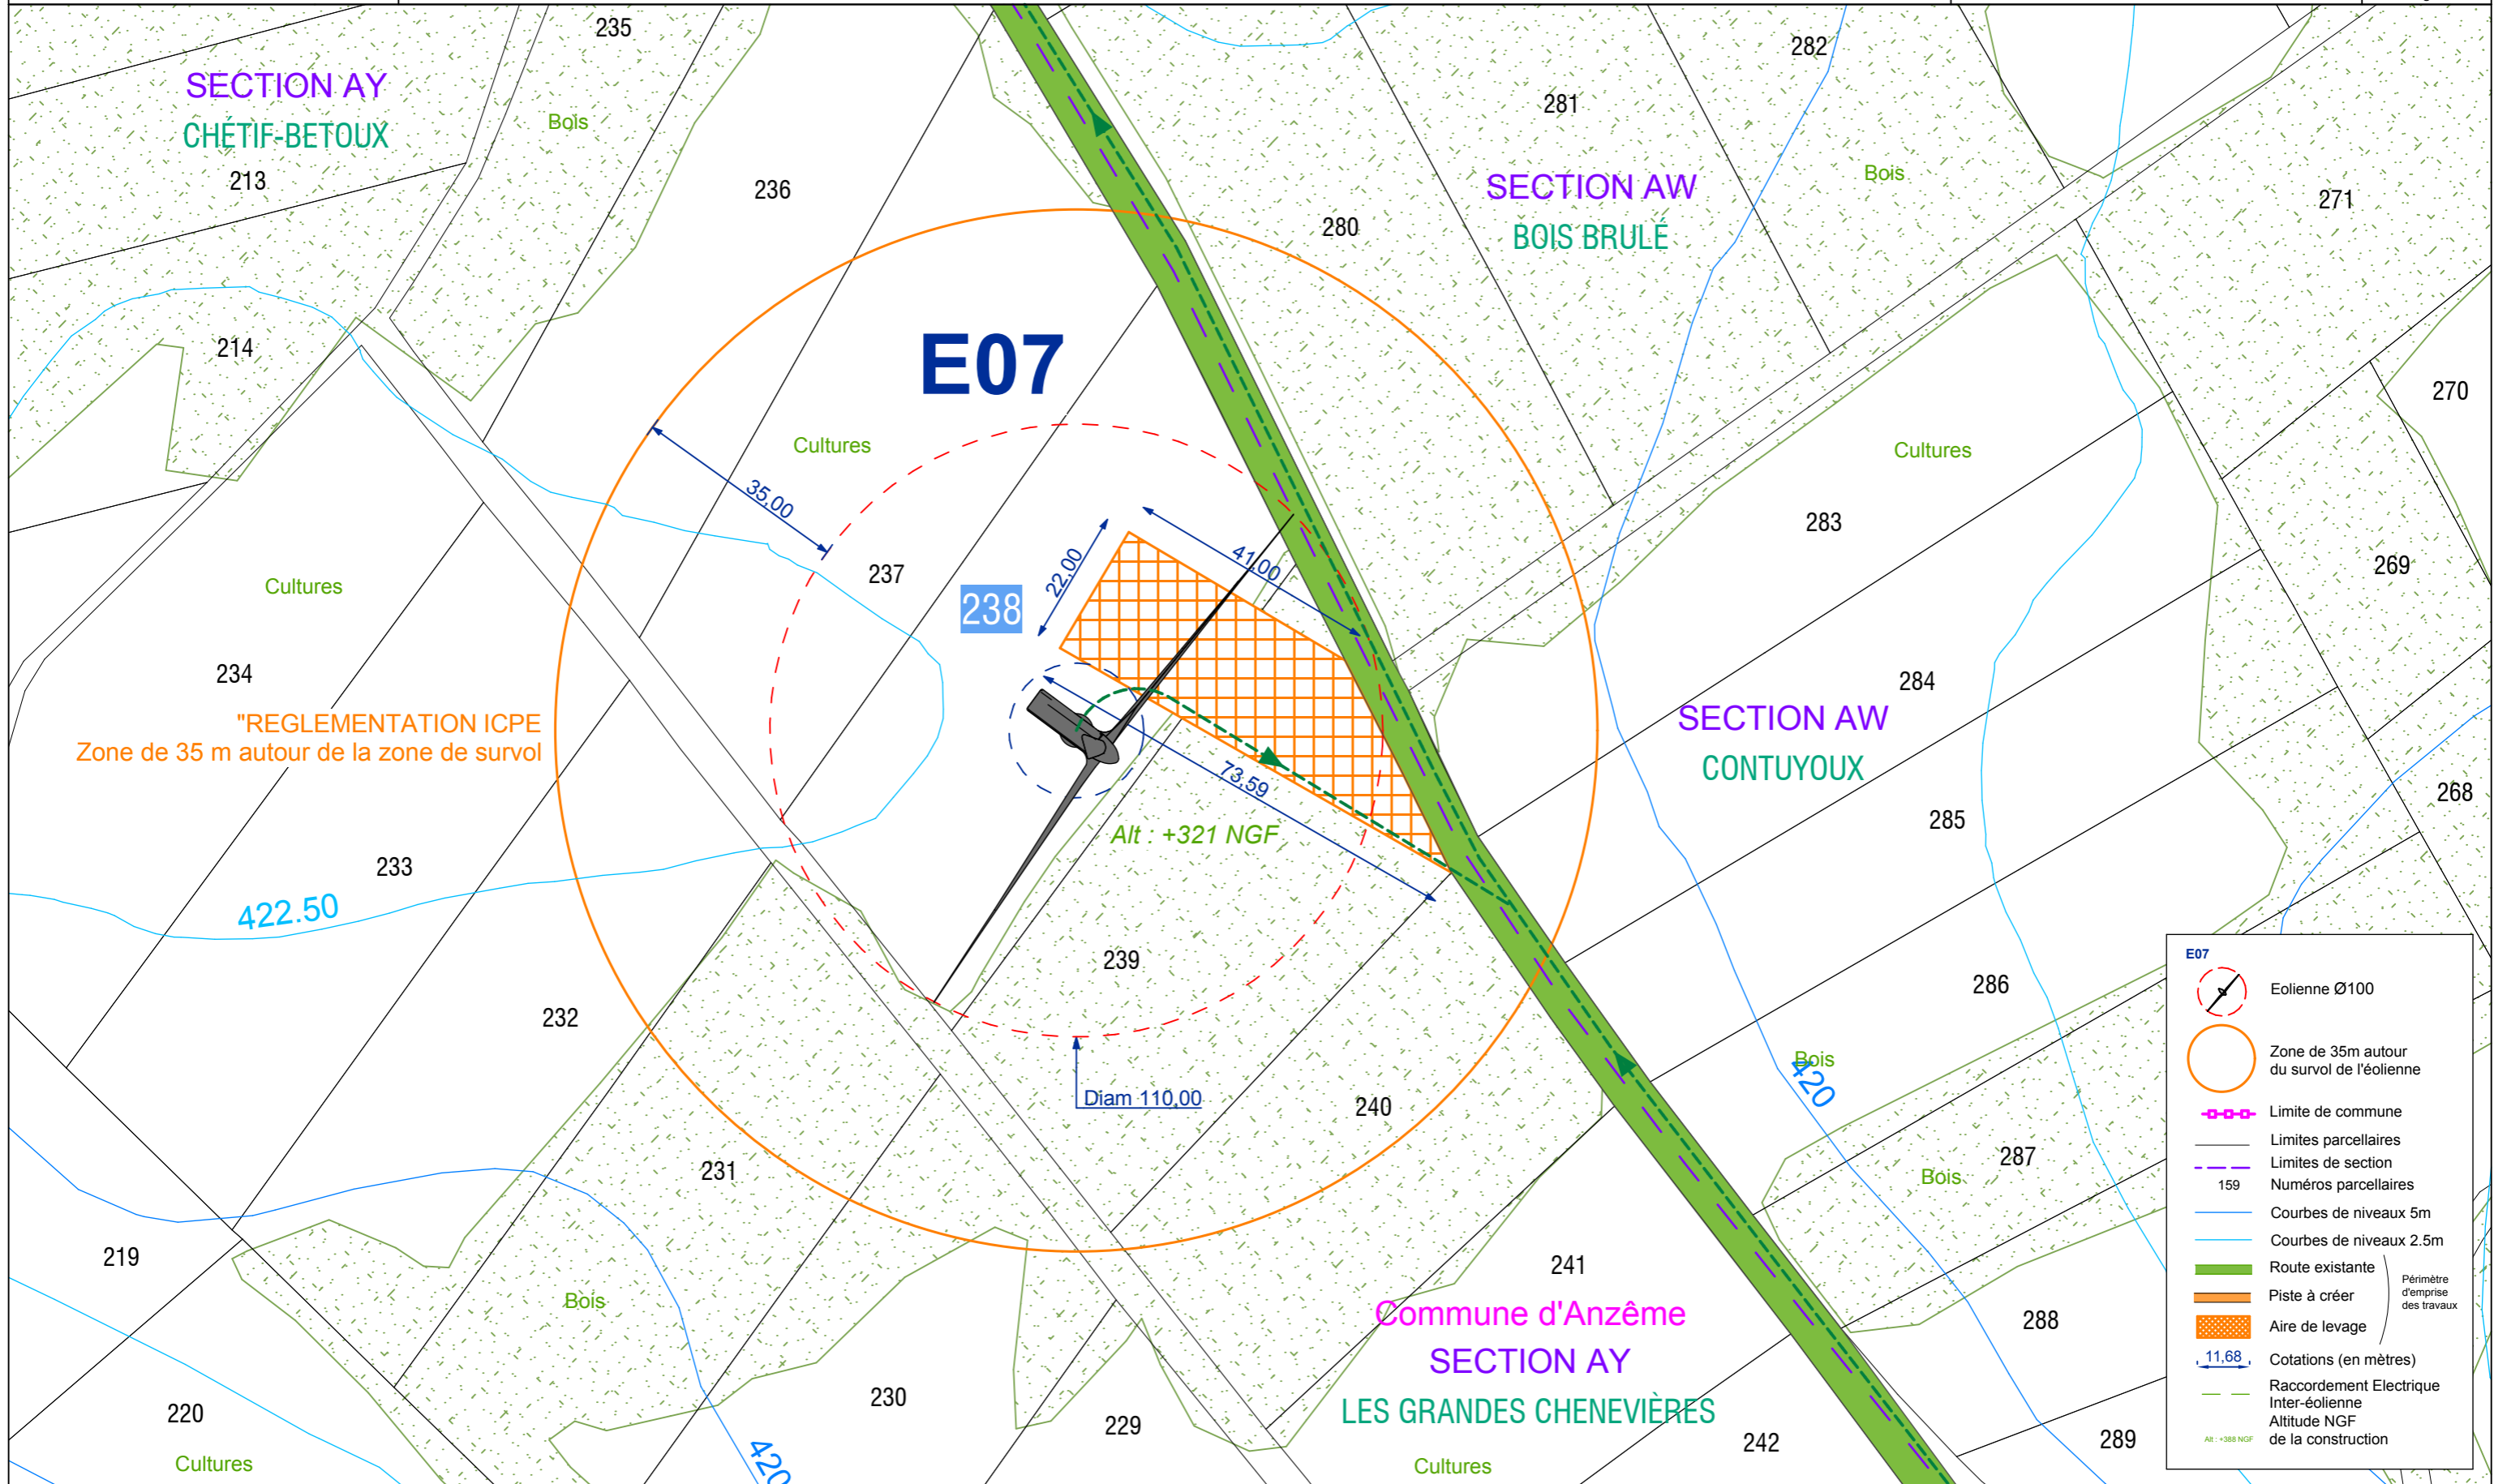 235
SECTION AY
CHÉTIF-BETOUX
Bois
213
236
282
281
SECTION AW
BOIS BRULÉ
Bois
280
271
214
E07
270
Cultures
Cultures
35,00
283
41,00
22,00
237
238
269
Cultures
234
284
"REGLEMENTATION ICPE
Zone de 35 m autour de la zone de survol
SECTION AW
CONTUYOUX
73,59
268
285
Alt : +321 NGF
233
422.50
239
286
232
Bois
420
Diam 110,00
240
287
Bois
231
219
241
Bois
Commune d'Anzême
SECTION AY
LES GRANDES CHENEVIÈRES
288
230
220
229
242
289
Cultures
420
Cultures
E07
Eolienne Ø100
Zone de 35m autour
du survol de l'éolienne
Limite de commune
Limites parcellaires
Limites de section
159 Numéros parcellaires
Courbes de niveaux 5m
Courbes de niveaux 2.5m
Route existante
Piste à créer
Périmètre
d'emprise
des travaux
Aire de levage
11,68 Cotations (en mètres)
Raccordement Electrique
Inter-éolienne
Altitude NGF
Alt : +388 NGF de la construction